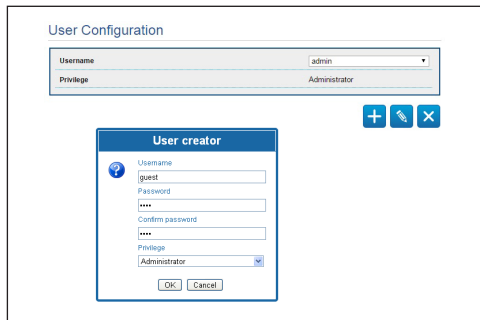 User Configuration
Username admin
Privilege Administrator
User creator
Username
guest
Password
••••
Confirm password
••••
Privilege
Administrator
OK Cancel